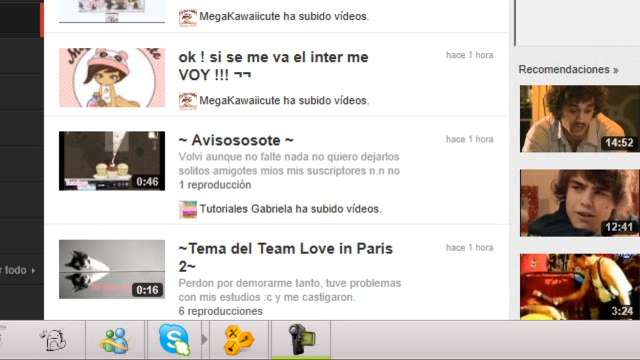 MegaKawaiicute ha subido vídeos.
ok ! si se me va el inter me
VOY !!! ¬¬
hace 1 hora
MegaKawaiicute ha subido vídeos.
~ Avisososote ~
hace 1 hora
Volvi aunque no falte nada no quiero dejarlos
solitos amigotes mios mis suscriptores n.n no
1 reproducción
0:46
Tutoriales Gabriela ha subido vídeos.
~Tema del Team Love in Paris
2~
hace 1 hora
Perdon por demorarme tanto, tuve problemas
con mis estudios :c y me castigaron.
6 reproducciones
0:16
r todo
Recomendaciones »
14:52
12:41
3:24